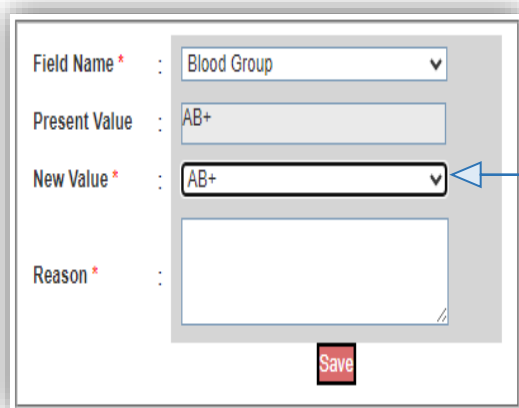 Field Name * : Blood Group
Present Value : AB+
New Value * : AB+
Reason * :
Save